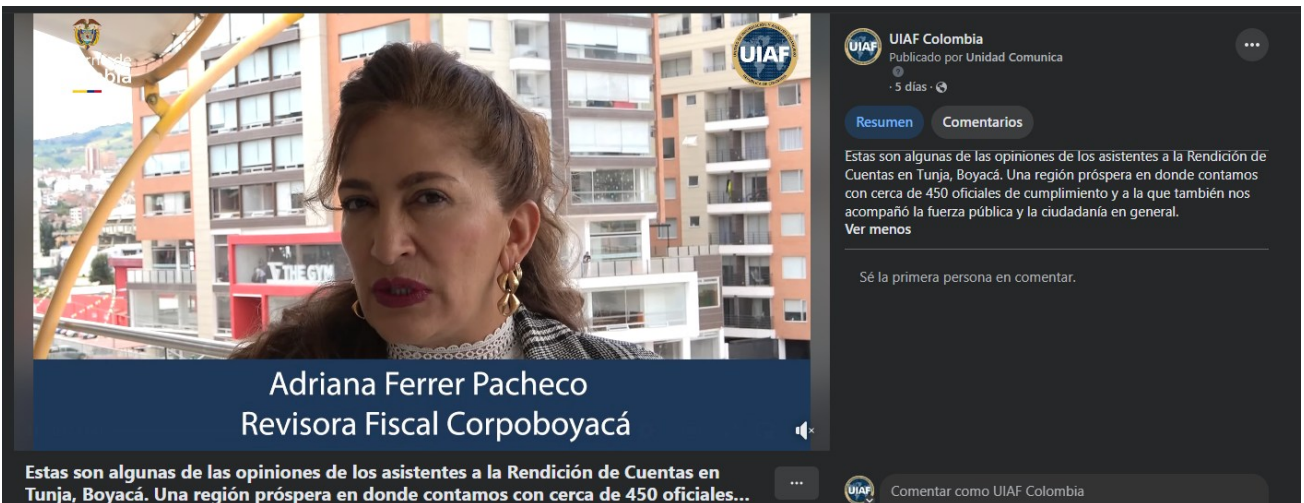 UIAF
THE GYM
Adriana Ferrer Pacheco
Revisora Fiscal Corpoboyacá
Estas son algunas de las opiniones de los asistentes a la Rendición de Cuentas en
Tunja, Boyacá. Una región próspera en donde contamos con cerca de 450 oficiales...
UIAF
UIAF Colombia
Publicado por Unidad Comunica
· 5 días ·
Resumen
Comentarios
Estas son algunas de las opiniones de los asistentes a la Rendición de
Cuentas en Tunja, Boyacá. Una región próspera en donde contamos
con cerca de 450 oficiales de cumplimiento y a la que también nos
acompañó la fuerza pública y la ciudadanía en general.
Ver menos
Sé la primera persona en comentar.
UIAF
Comentar como UIAF Colombia